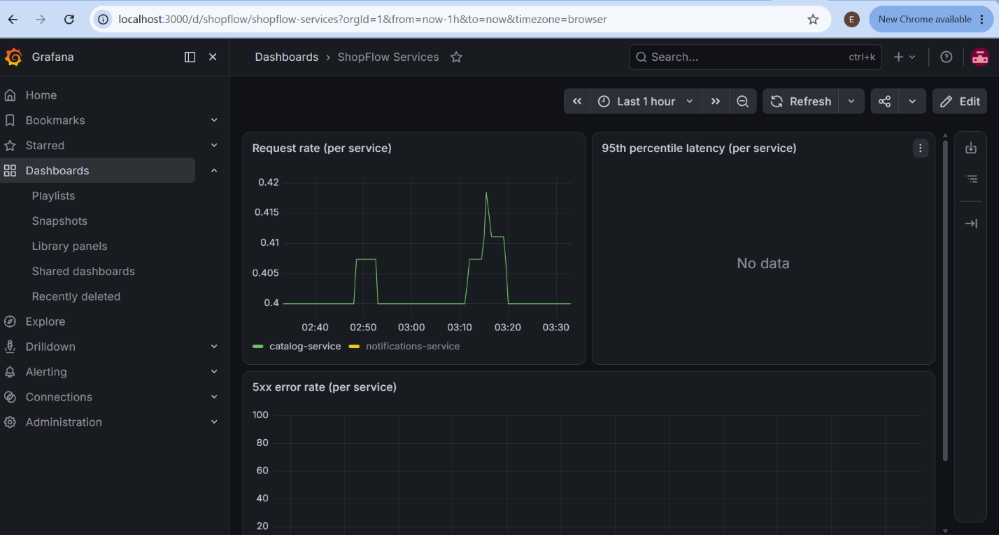 localhost:3000/d/shopflow/shopflow-services?orgId=1&from=now-1h&to=now&timezone=browser
E
New Chrome available
Grafana
Dashboards › ShopFlow Services
Search...
ctrl+k
Home
Bookmarks
Starred
Dashboards
Playlists
Snapshots
Library panels
Shared dashboards
Recently deleted
Explore
Drilldown
Alerting
Connections
Administration
Last 1 hour
Refresh
Edit
Request rate (per service)
0.42
0.415
0.41
0.405
0.4
02:40 02:50 03:00 03:10 03:20 03:30
catalog-service notifications-service
95th percentile latency (per service)
No data
5xx error rate (per service)
100
80
60
40
20